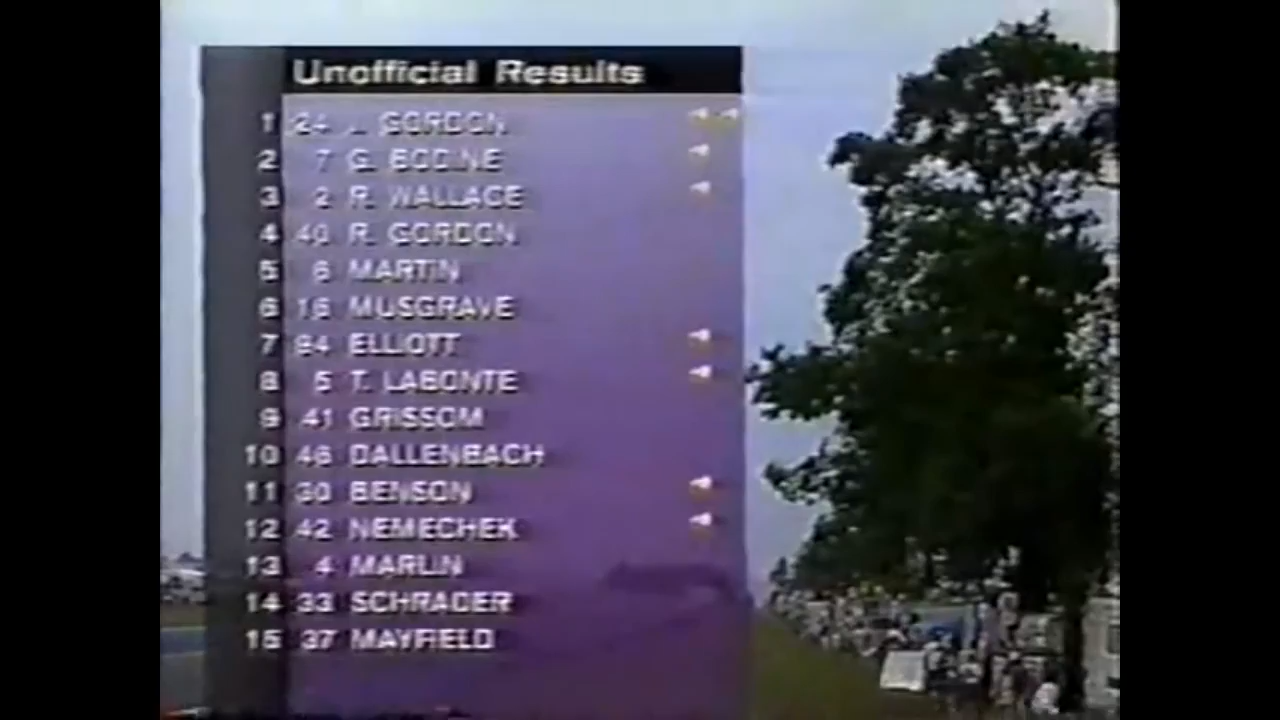 Unofficial Results
1 24 J. GORDON
2 7 G. BODINE
3 2 R. WALLACE
4 40 R. GORDON
5 6 MARTIN
6 16 MUSGRAVE
7 94 ELLIOTT
8 5 T. LABONTE
9 41 GRISSOM
10 46 DALLENBACH
11 30 BENSON
12 42 NEMECHEK
13 4 MARLIN
14 33 SCHRADER
15 37 MAYFIELD